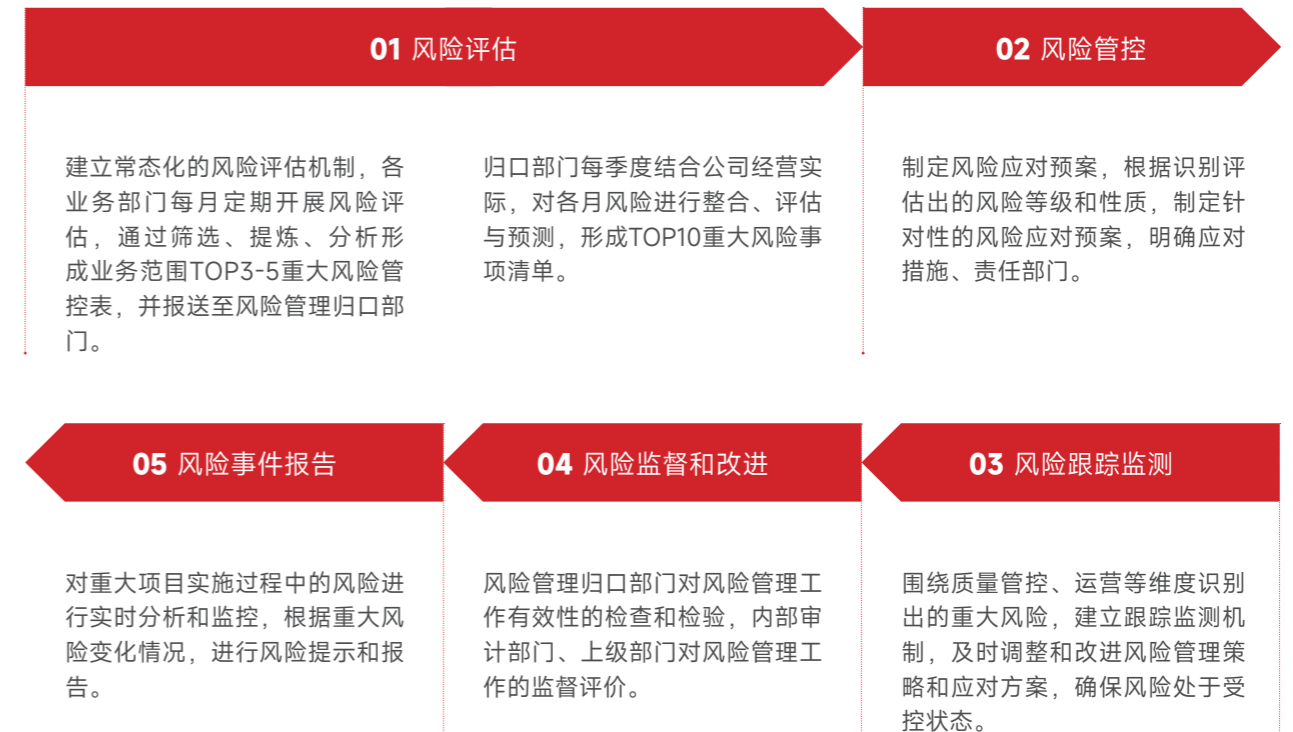 01 风险评估
建立常态化的风险评估机制，各
业务部门每月定期开展风险评
估，通过筛选、提炼、分析形
成业务范围TOP3-5重大风险管
控表，并报送至风险管理归口部
门。
归口部门每季度结合公司经营实
际，对各月风险进行整合、评估
与预测，形成TOP10重大风险事
项清单。
02 风险管控
制定风险应对预案，根据识别评
估出的风险等级和性质，制定针
对性的风险应对预案，明确应对
措施、责任部门。
03 风险跟踪监测
围绕质量管控、运营等维度识别
出的重大风险，建立跟踪监测机
制，及时调整和改进风险管理策
略和应对方案，确保风险处于受
控状态。
04 风险监督和改进
风险管理归口部门对风险管理工
作有效性的检查和检验，内部审
计部门、上级部门对风险管理工
作的监督评价。
05 风险事件报告
对重大项目实施过程中的风险进
行实时分析和监控，根据重大风
险变化情况，进行风险提示和报
告。